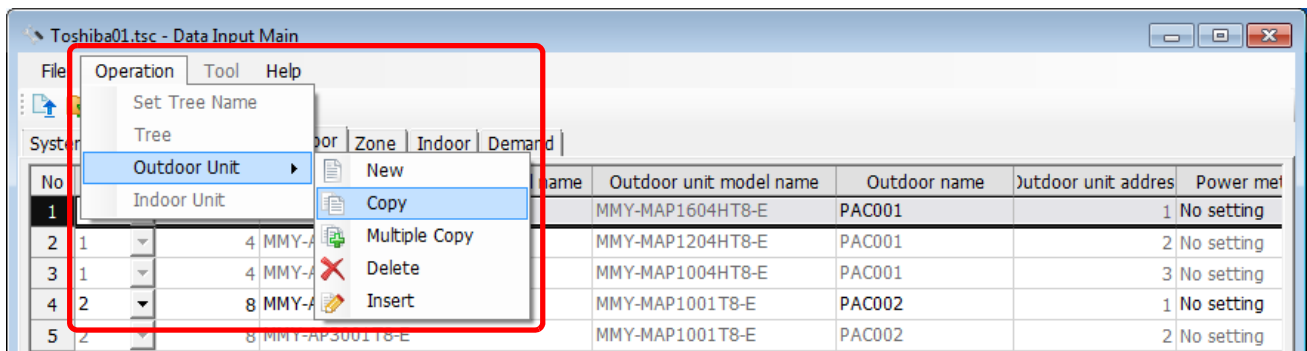 Toshiba01.tsc - Data Input Main
File Operation Tool Help
Set Tree Name
Tree
Outdoor Unit
Indoor Unit
New
Copy
Multiple Copy
Delete
Insert
Zone Indoor Demand
No name Outdoor unit model name Outdoor name Outdoor unit addres Power met
1 MMY-MAP1604HT8-E PAC001 1 No setting
2 1 4 MMY-A MMY-MAP1204HT8-E PAC001 2 No setting
3 1 4 MMY-A MMY-MAP1004HT8-E PAC001 3 No setting
4 2 8 MMY-A MMY-MAP1001T8-E PAC002 1 No setting
5 2 8 MMY-AP3001T8-E MMY-MAP1001T8-E PAC002 2 No setting